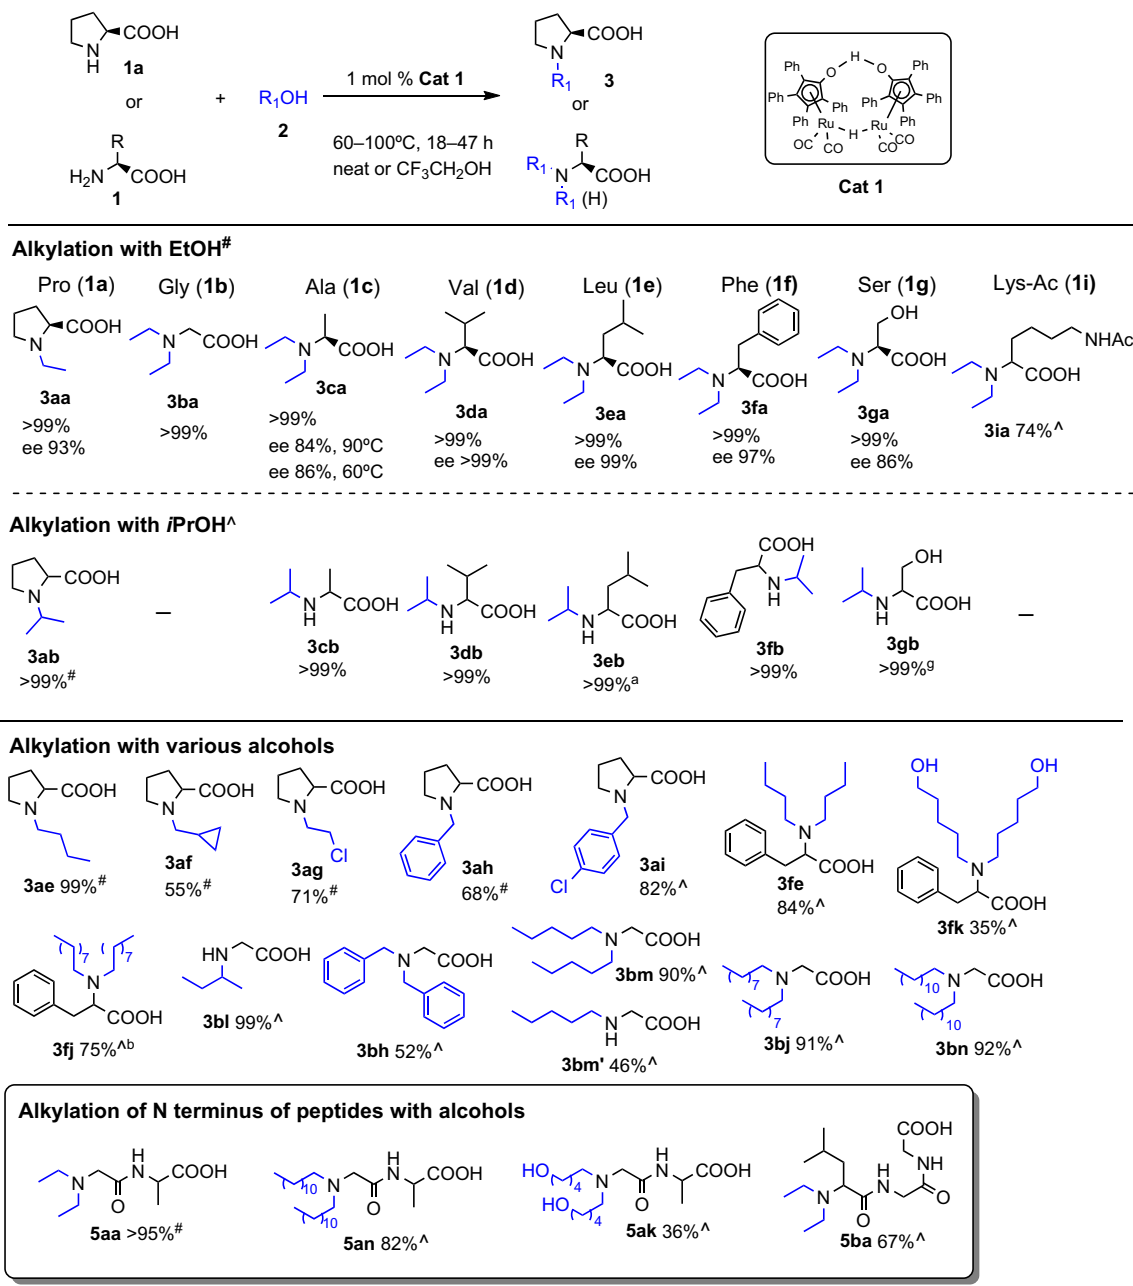 COOH
N
H
1a
or
R
H2N
COOH
1
+
R1OH
2
1 mol % Cat 1
60–100ºC, 18–47 h
neat or CF3CH2OH
COOH
N
R1
3
or
R
R1
N
COOH
R1 (H)
H
O
O
Ph
Ph
Ph
Ph
Ph
Ph
Ph
Ph
Ru
H
Ru
OC
CO
CO
CO
Cat 1
Alkylation with EtOH#
Pro (1a)
Gly (1b)
Ala (1c)
Val (1d)
Leu (1e)
Phe (1f)
Ser (1g)
Lys-Ac (1i)
COOH
N
3aa
>99%
ee 93%
N
COOH
3ba
>99%
N
COOH
3ca
>99%
ee 84%, 90ºC
ee 86%, 60ºC
N
COOH
3da
>99%
ee >99%
N
COOH
3ea
>99%
ee 99%
N
COOH
3fa
>99%
ee 97%
OH
N
COOH
3ga
>99%
ee 86%
NHAc
N
COOH
3ia 74%^
Alkylation with iPrOH^
COOH
N
3ab
>99%#
–
N
H
COOH
3cb
>99%
N
H
COOH
3db
>99%
N
H
COOH
3eb
>99%a
COOH
N
H
3fb
>99%
OH
N
H
COOH
3gb
>99%g
–
Alkylation with various alcohols
COOH
N
3ae 99%#
COOH
N
3af
55%#
COOH
N
Cl
3ag
71%#
COOH
N
3ah
68%#
COOH
N
Cl
3ai
82%^
N
COOH
3fe
84%^
OH
OH
N
COOH
3fk 35%^
( )7 ( )7
N
COOH
3fj 75%^b
HN
COOH
3bl 99%^
N
COOH
3bh 52%^
N
COOH
3bm 90%^
N
H
COOH
3bm' 46%^
( )7
N
COOH
( )7
3bj 91%^
( )10
N
COOH
( )10
3bn 92%^
Alkylation of N terminus of peptides with alcohols
N
O
H
N
COOH
5aa >95%#
( )10
N
( )10
O
H
N
COOH
5an 82%^
HO( )4
N
HO( )4
O
H
N
COOH
5ak 36%^
COOH
NH
H
N
O
N
O
5ba 67%^